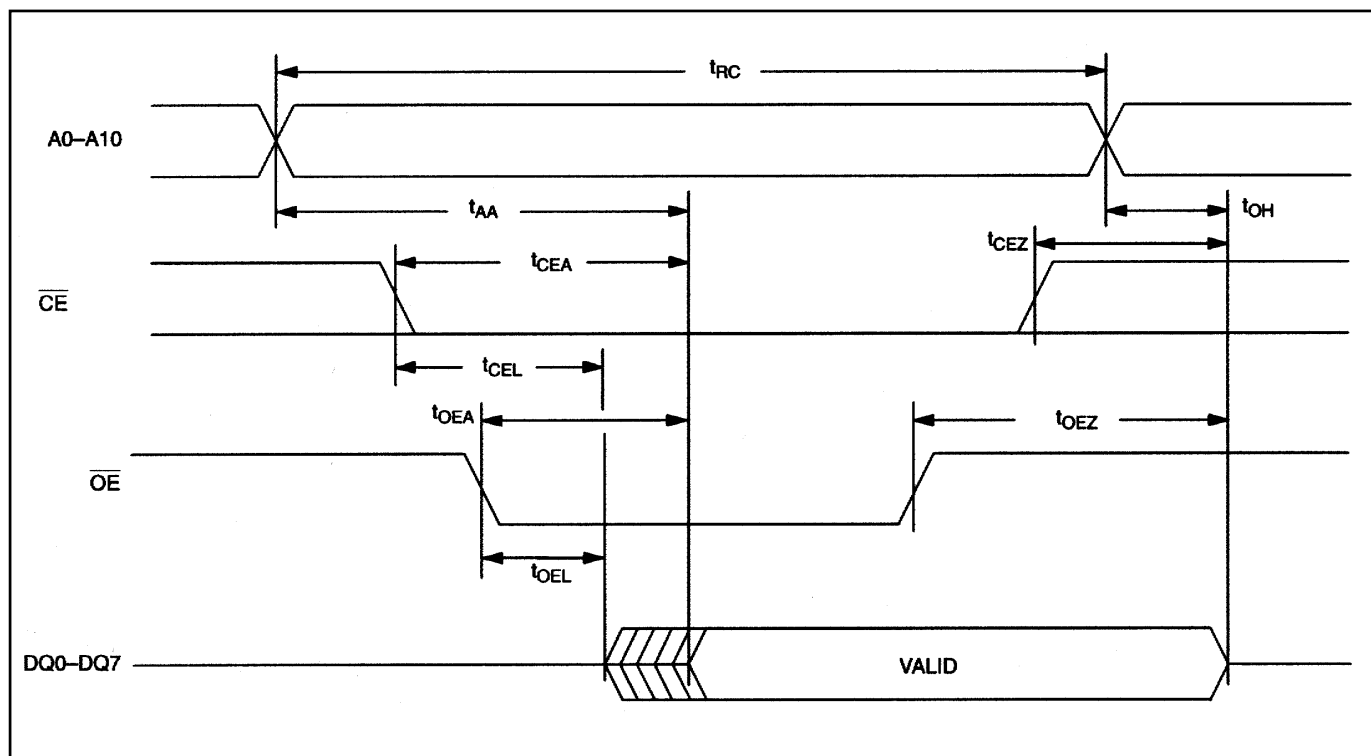 tRC
A0–A10
tAA
tOH
tCEZ
tCEA
CE
tCEL
tOEA
tOEZ
OE
tOEL
DQ0–DQ7
VALID